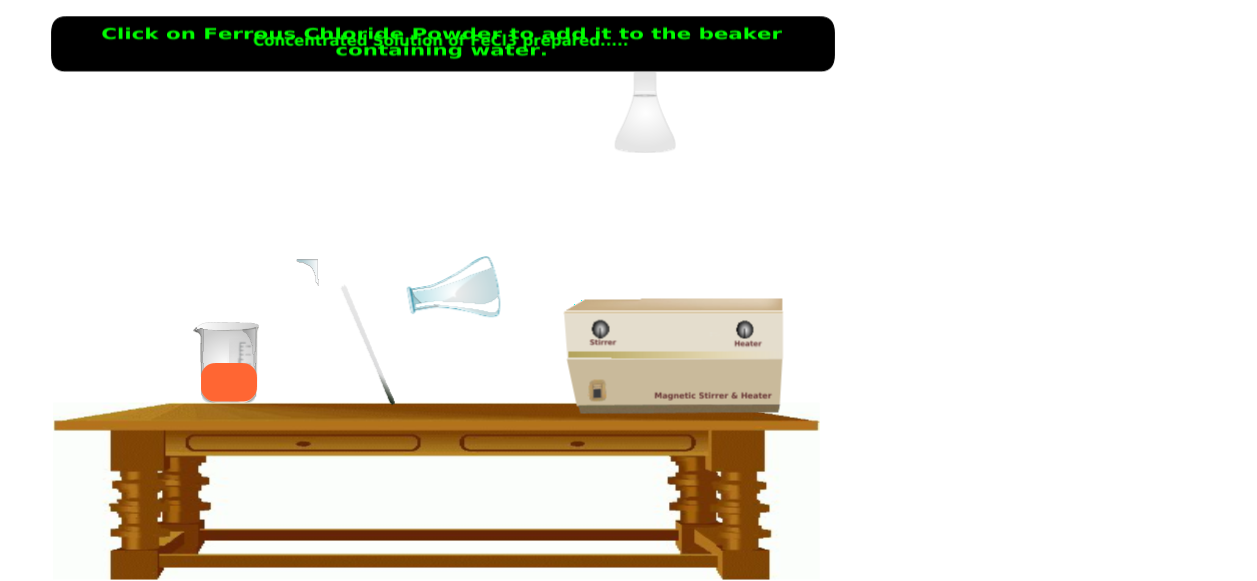 Click on Ferrous Chloride Powder to add it to the beaker
Concentrated Solution of FeCl3 prepared.....
containing water.
Stirrer
Heater
Magnetic Stirrer & Heater